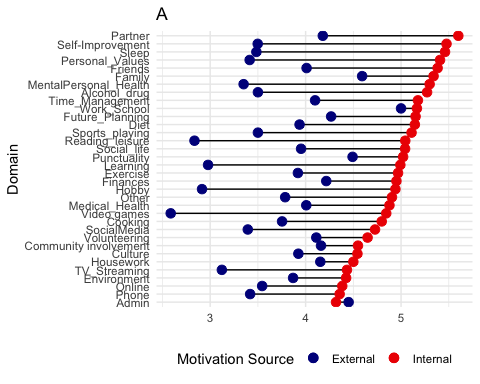 A
Partner
Self-Improvement
Sleep
Personal_Values
Friends
Family
MentalPersonal_Health
Alcohol_drug
Time_Management
Work_School
Future_Planning
Diet
Sports_playing
Reading_leisure
Social_life
Punctuality
Learning
Exercise
Finances
Hobby
Other
Medical_Health
Video_games
Cooking
SocialMedia
Volunteering
Community involvement
Culture
Housework
TV_Streaming
Environment
Online
Phone
Admin
Domain
3 4 5
Motivation Source External Internal